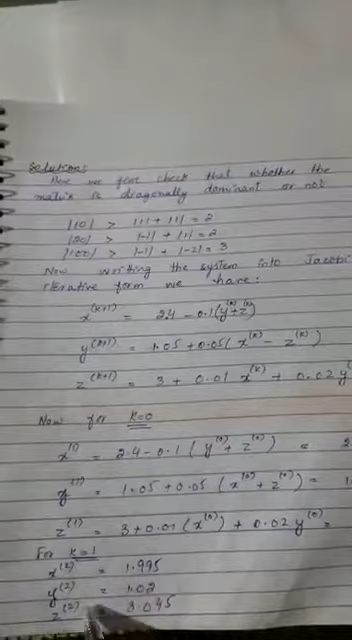 Solution:
Here we first check that whether the
matrix is diagonally dominant or not
|10| > |1| + |1| = 2
|20| > |-1| + |1| = 2
|100| > |-1| + |-2| = 3
Now writing the system into Jacobi
iterative form we have:
x^(k+1) = 2.4 - 0.1(y^(k) + z^(k))
y^(k+1) = 1.05 + 0.05(x^(k) - z^(k))
z^(k+1) = 3 + 0.01 x^(k) + 0.02 y
Now for k=0
x^(1) = 2.4 - 0.1 (y^(0) + z^(0)) = 2
y^(1) = 1.05 + 0.05 (x^(0) + z^(0)) = 1
z^(1) = 3 + 0.01 (x^(0)) + 0.02 y^(0) =
For k=1
x^(2) = 1.995
y^(2) = 1.02
z^(2) 3.045